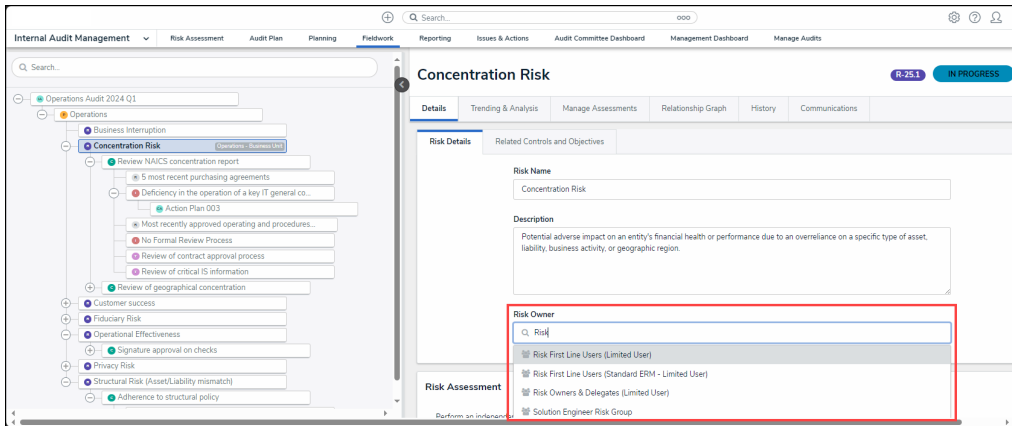 Search...
ooo
Internal Audit Management
Risk Assessment
Audit Plan
Planning
Fieldwork
Reporting
Issues & Actions
Audit Committee Dashboard
Management Dashboard
Manage Audits
Search...
Operations Audit 2024 Q1
Operations
Business Interruption
Concentration Risk
Operations - Business Unit
Review NAICS concentration report
5 most recent purchasing agreements
Deficiency in the operation of a key IT general co...
Action Plan 003
Most recently approved operating and procedures...
No Formal Review Process
Review of contract approval process
Review of critical IS information
Review of geographical concentration
Customer success
Fiduciary Risk
Operational Effectiveness
Signature approval on checks
Privacy Risk
Structural Risk (Asset/Liability mismatch)
Adherence to structural policy
Concentration Risk
R-25.1
IN PROGRESS
Details
Trending & Analysis
Manage Assessments
Relationship Graph
History
Communications
Risk Details
Related Controls and Objectives
Risk Name
Concentration Risk
Description
Potential adverse impact on an entity's financial health or performance due to an overreliance on a specific type of asset,
liability, business activity, or geographic region.
Risk Owner
Risk
Risk First Line Users (Limited User)
Risk First Line Users (Standard ERM - Limited User)
Risk Owners & Delegates (Limited User)
Solution Engineer Risk Group
Risk Assessment
Perform an independen